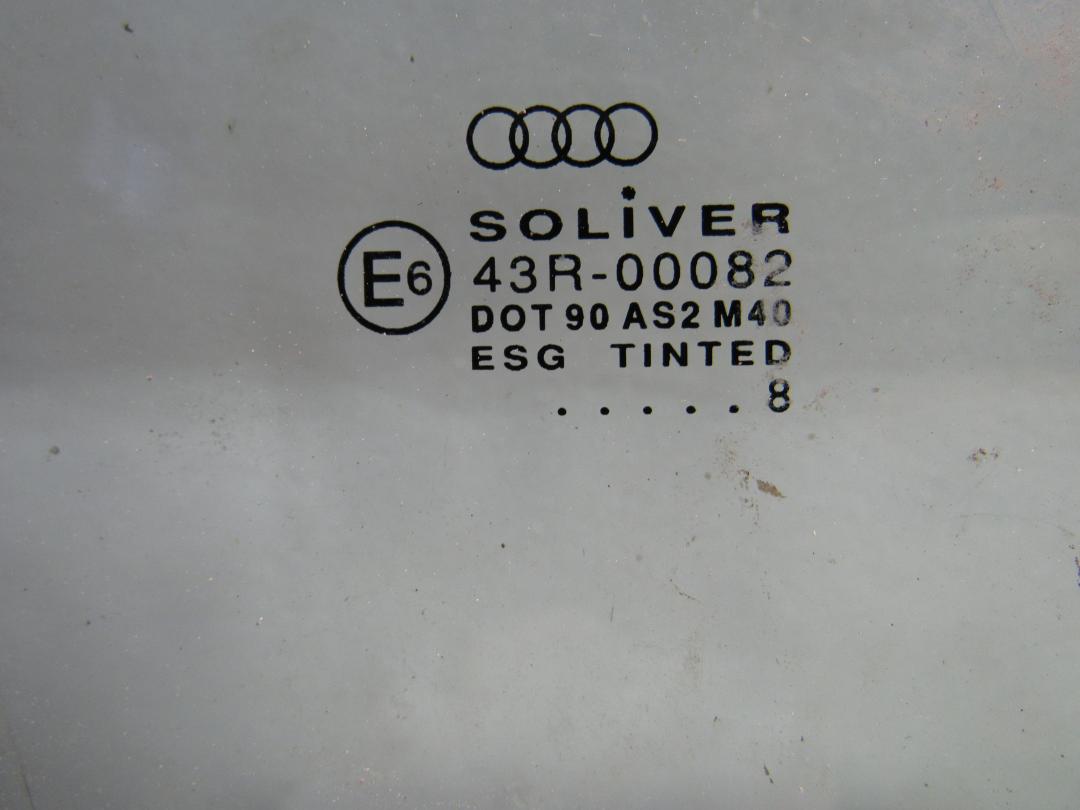 SOLiVER
E6
43R-00082
DOT 90 AS2 M40
ESG TINTED
. . . . . 8